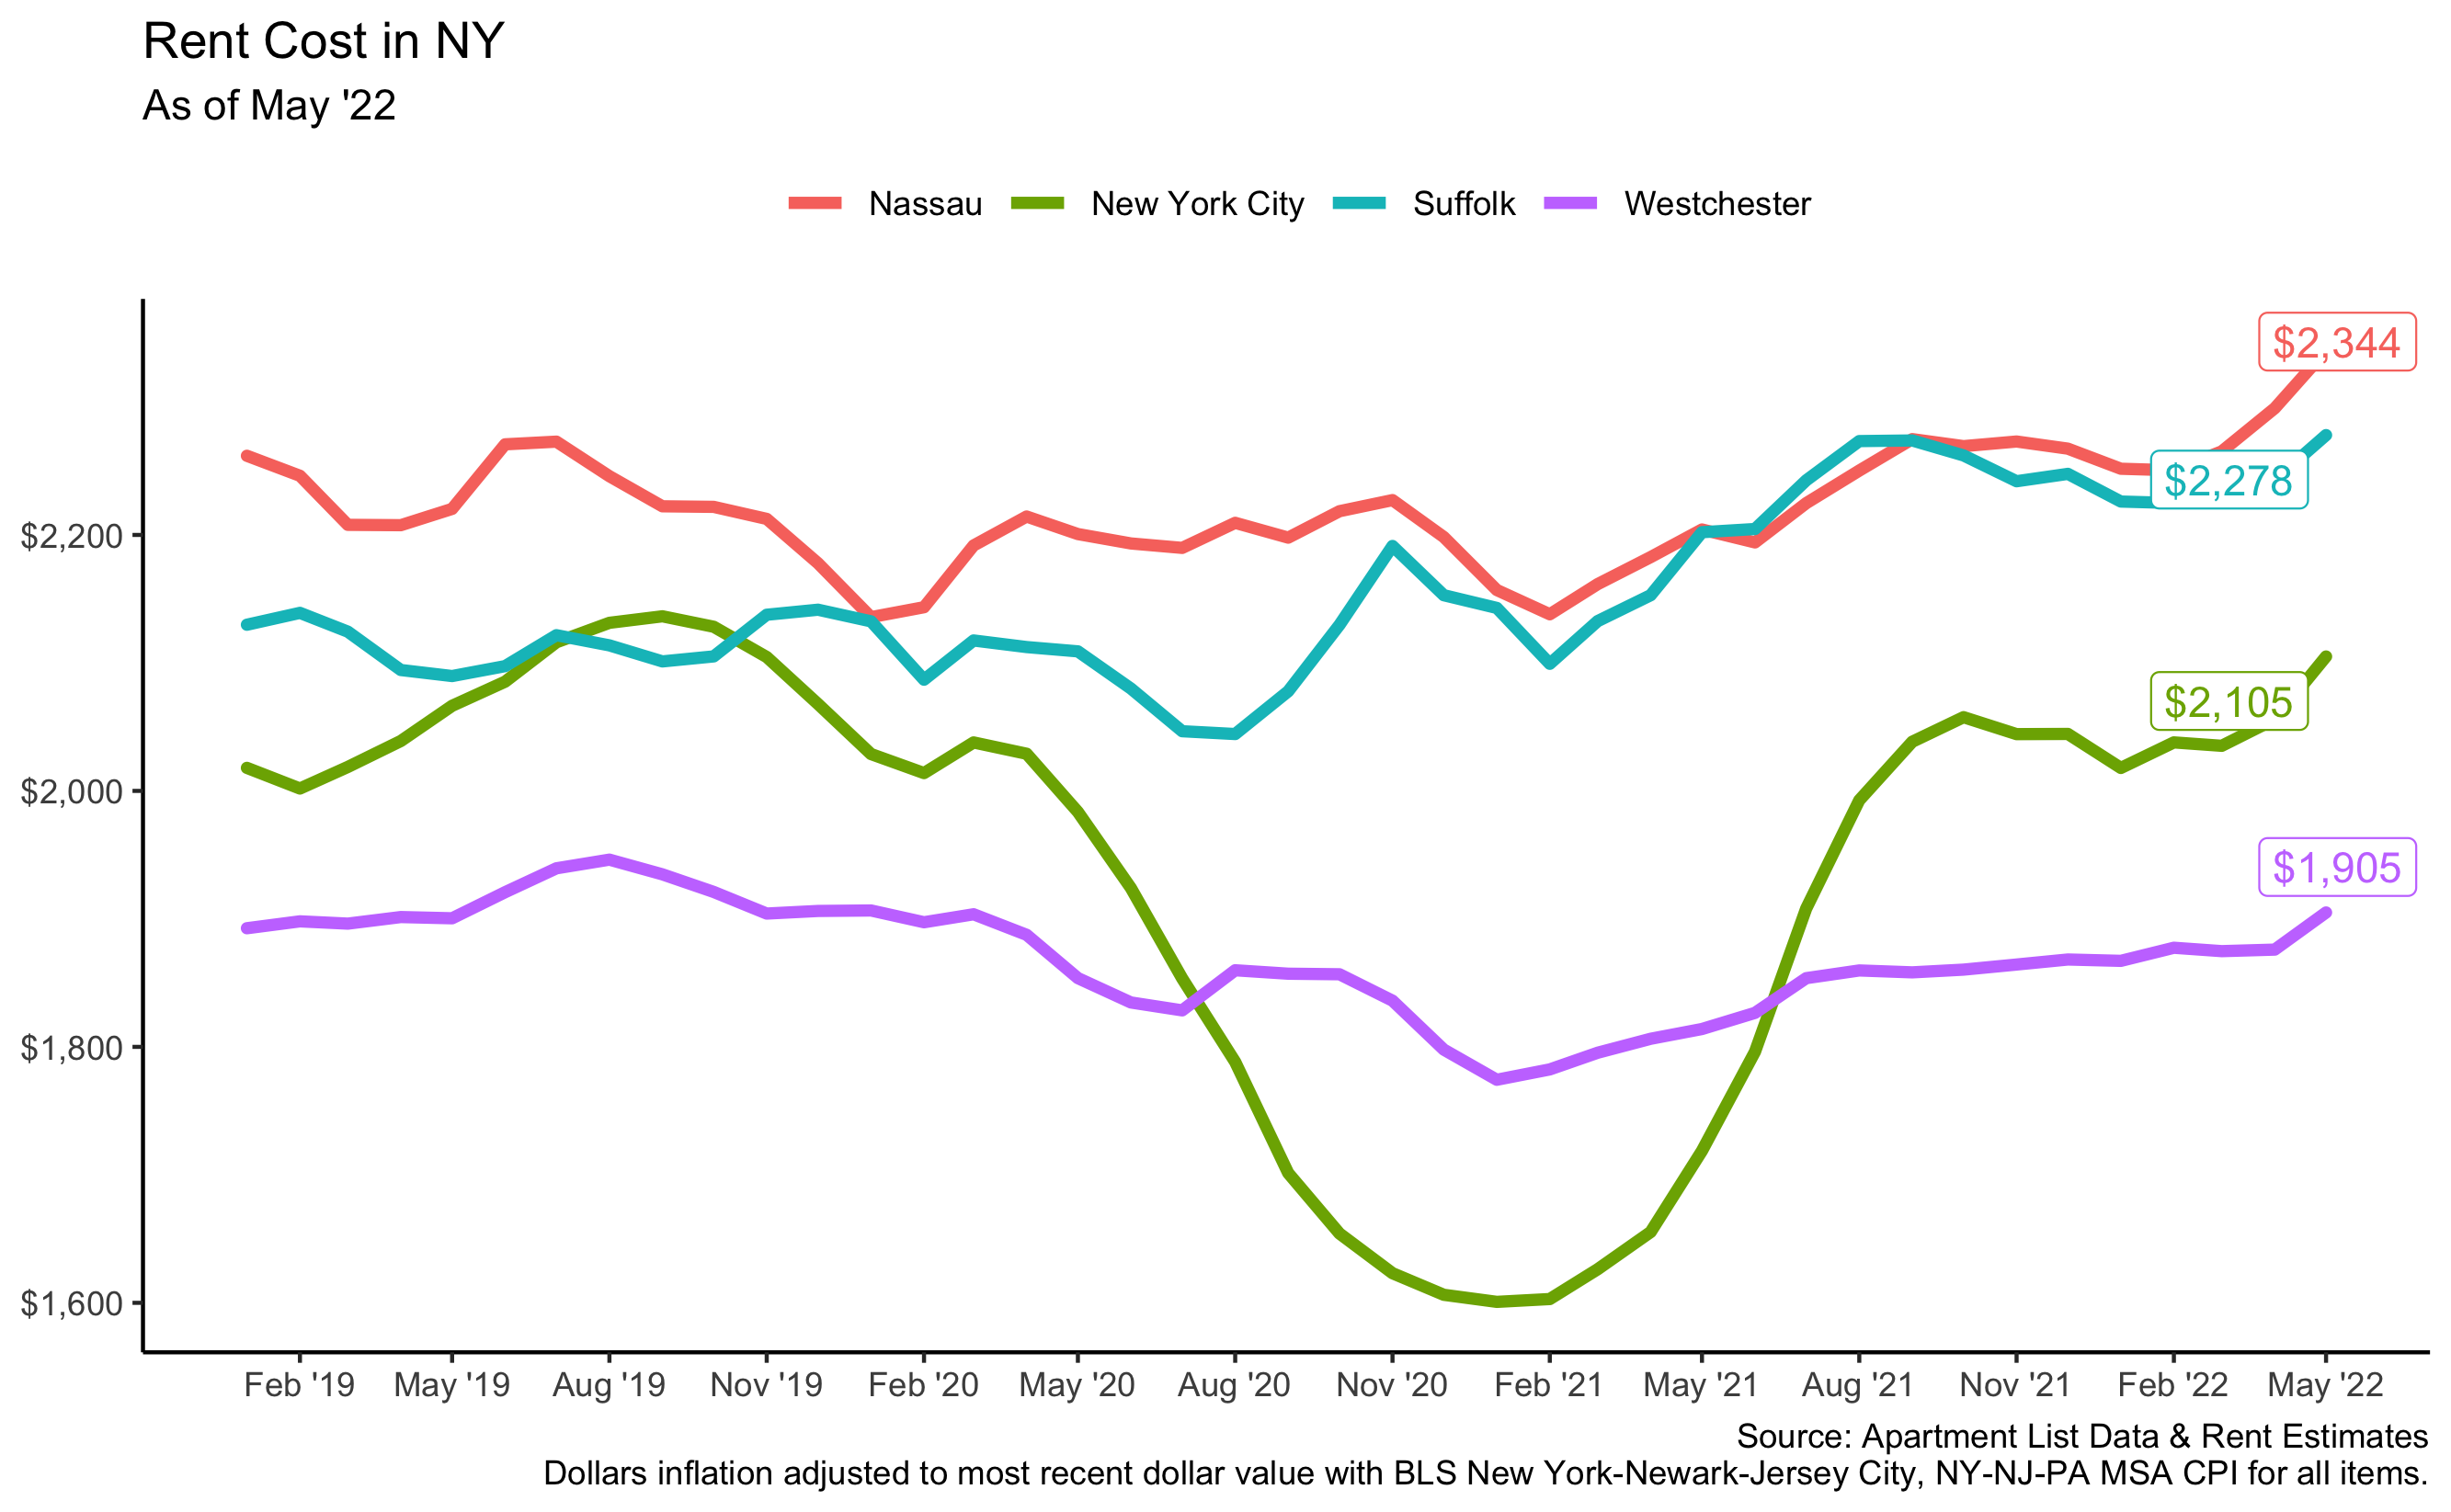 Rent Cost in NY
As of May '22
Nassau New York City Suffolk Westchester
$2,344
$2,278
$2,200
$2,105
$2,000
$1,905
$1,800
$1,600
Feb '19 May '19 Aug '19 Nov '19 Feb '20 May '20 Aug '20 Nov '20 Feb '21 May '21 Aug '21 Nov '21 Feb '22 May '22
Source: Apartment List Data & Rent Estimates
Dollars inflation adjusted to most recent dollar value with BLS New York-Newark-Jersey City, NY-NJ-PA MSA CPI for all items.